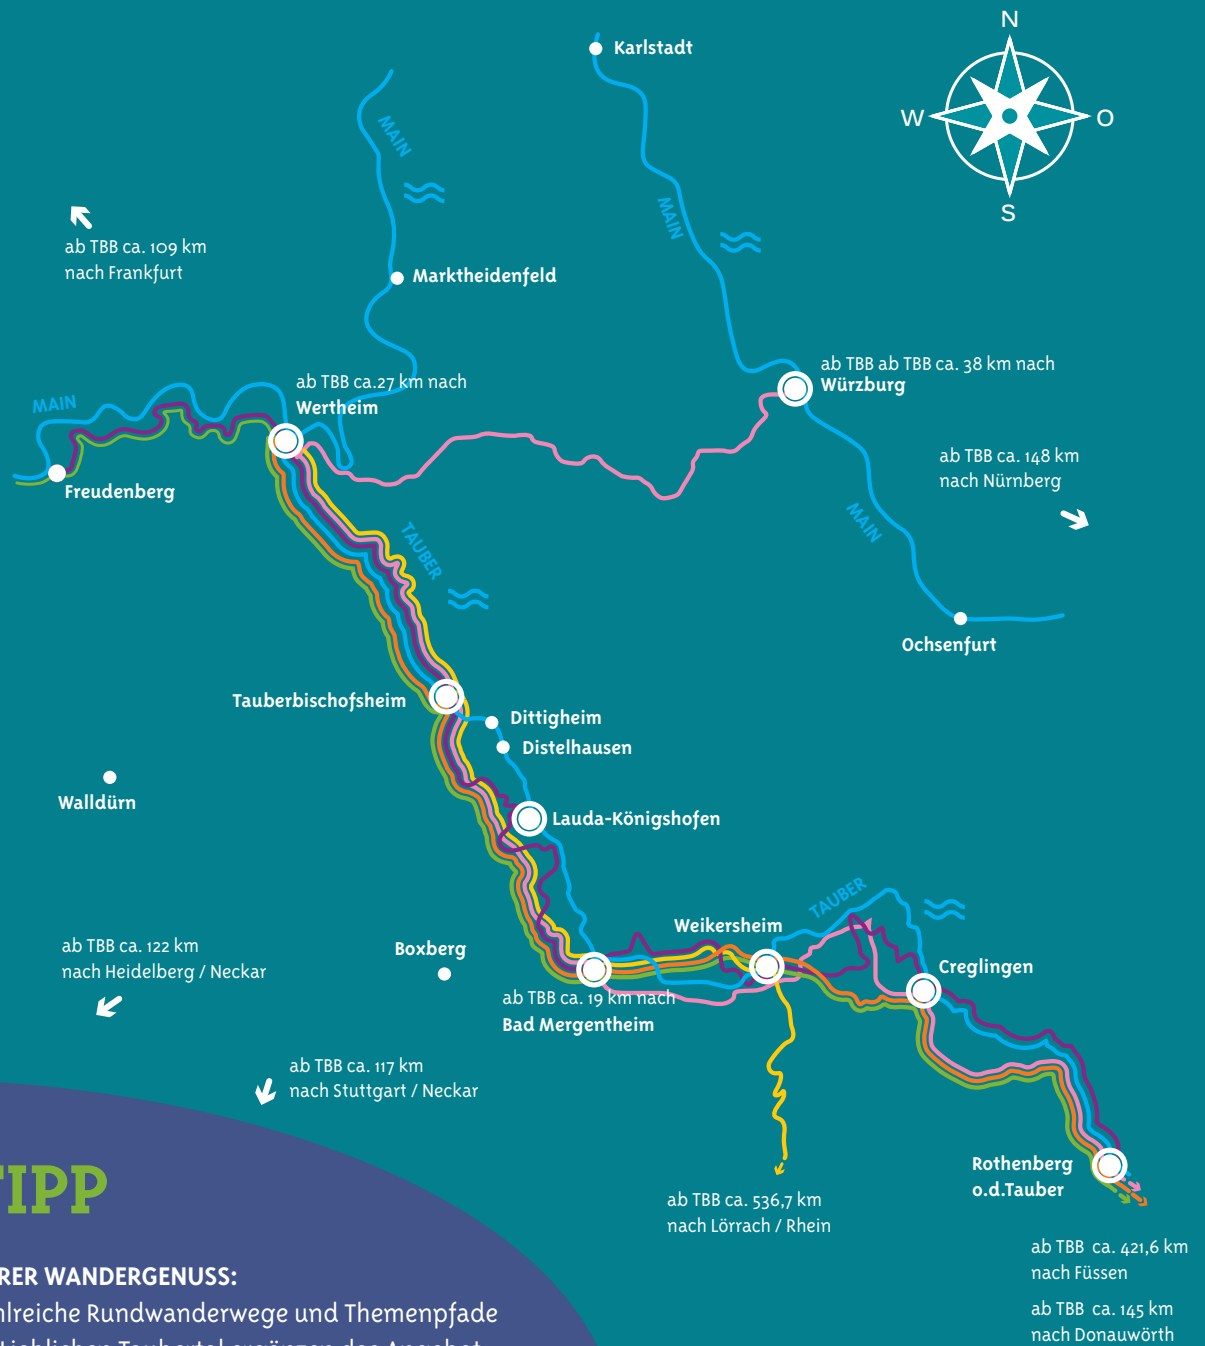 N
Karlstadt
W
O
MAIN
S
MAIN
ab TBB ca. 109 km
nach Frankfurt
Marktheidenfeld
ab TBB ab TBB ca. 38 km nach
Würzburg
ab TBB ca.27 km nach
Wertheim
MAIN
ab TBB ca. 148 km
nach Nürnberg
Freudenberg
MAIN
TAUBER
Ochsenfurt
Tauberbischofsheim
Dittigheim
Distelhausen
Walldürn
Lauda-Königshofen
TAUBER
Weikersheim
ab TBB ca. 122 km
nach Heidelberg / Neckar
Boxberg
Creglingen
ab TBB ca. 19 km nach
Bad Mergentheim
ab TBB ca. 117 km
nach Stuttgart / Neckar
Rothenberg
o.d.Tauber
ab TBB ca. 536,7 km
nach Lörrach / Rhein
ab TBB ca. 421,6 km
nach Füssen
ab TBB ca. 145 km
nach Donauwörth
TIPP
RER WANDERGENUSS:
hlreiche Rundwanderwege und Themenpfade
Lieblichen Taubertal ergänzen das Angebot